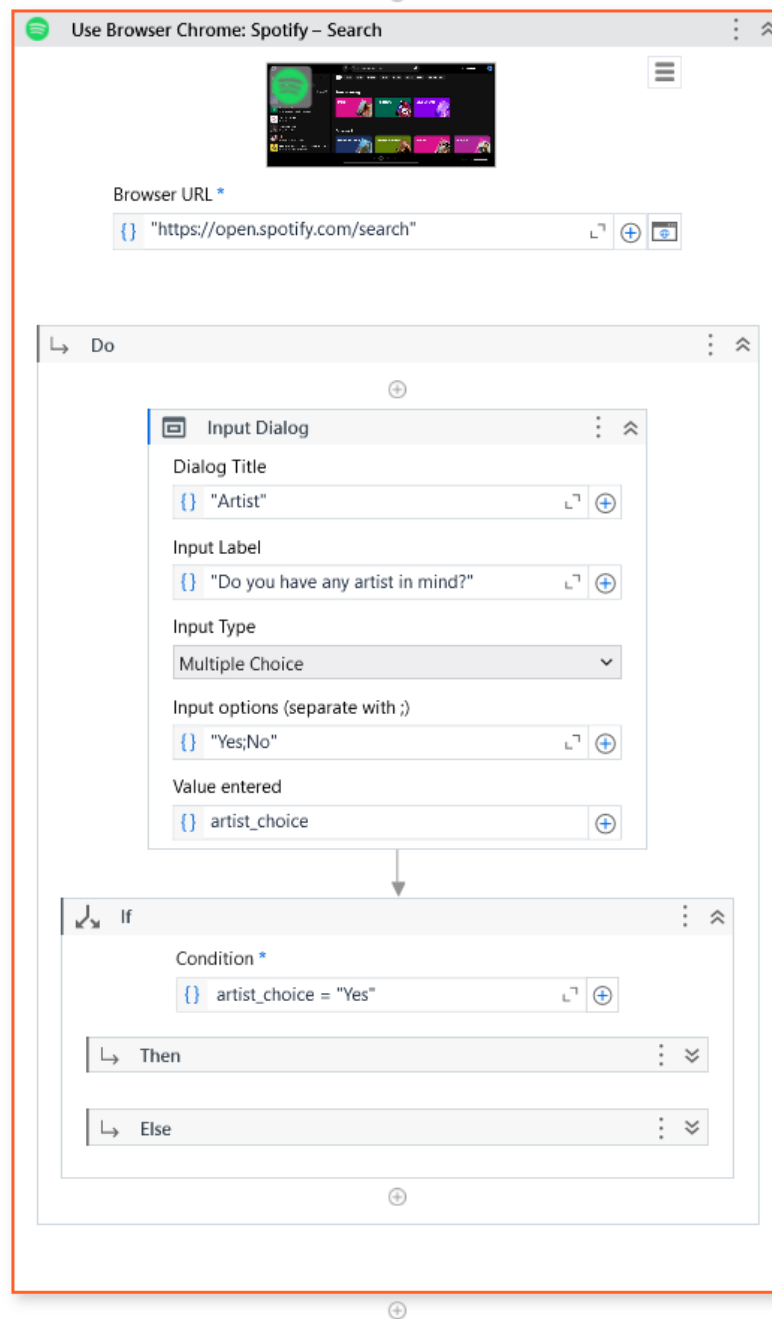 Use Browser Chrome: Spotify – Search
Browser URL *
{} "https://open.spotify.com/search"
Do
Input Dialog
Dialog Title
{} "Artist"
Input Label
{} "Do you have any artist in mind?"
Input Type
Multiple Choice
Input options (separate with ;)
{} "Yes;No"
Value entered
{} artist_choice
If
Condition *
{} artist_choice = "Yes"
Then
Else